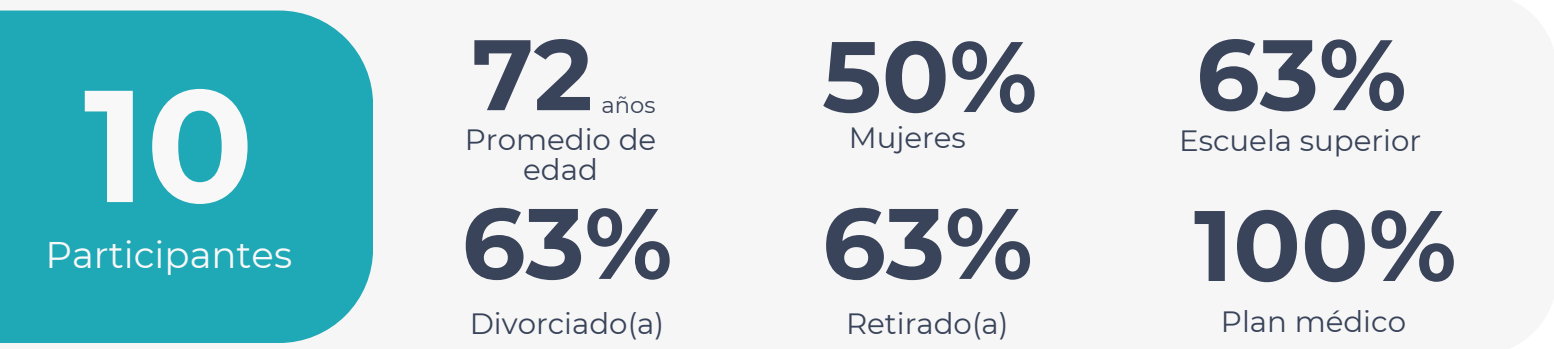 10
Participantes
72 años
Promedio de
edad
50%
Mujeres
63%
Escuela superior
63%
Divorciado(a)
63%
Retirado(a)
100%
Plan médico